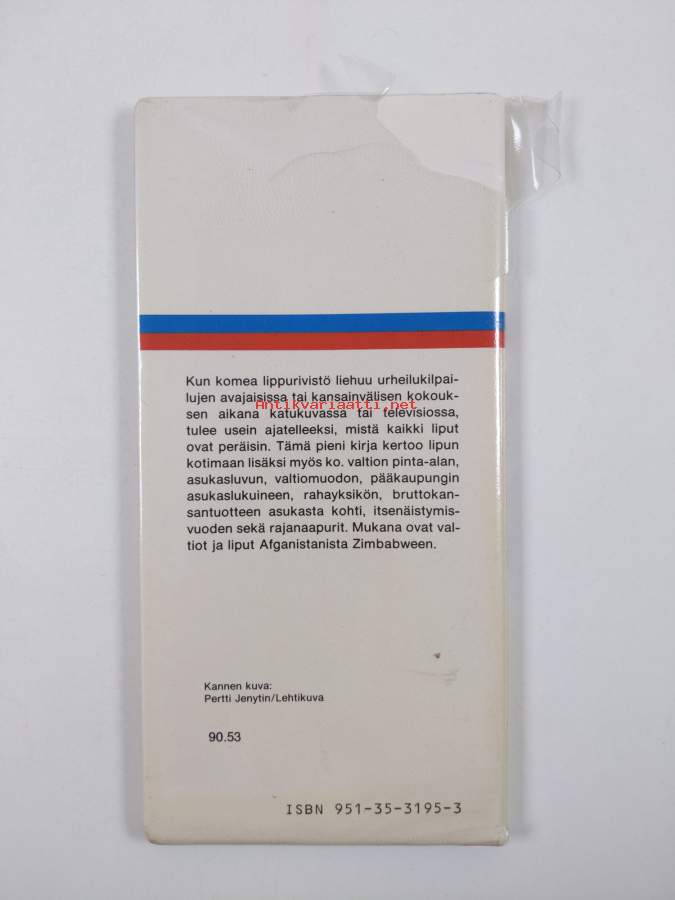 Kun komea lippurivistö liehuu urheilukilpai-
lujen avajaisissa tai kansainvälisen kokouk-
sen aikana katukuvassa tai televisiossa,
Antikvariaatti.net
tulee usein ajatelleeksi, mistä kaikki liput
ovat peräisin. Tämä pieni kirja kertoo lipun
kotimaan lisäksi myös ko. valtion pinta-alan,
asukasluvun, valtiomuodon, pääkaupungin
asukaslukuineen, rahayksikön, bruttokan-
santuotteen asukasta kohti, itsenäistymis-
vuoden sekä rajanaapurit. Mukana ovat val-
tiot ja liput Afganistanista Zimbabween.
Kannen kuva:
Pertti Jenytin/Lehtikuva
90.53
ISBN 951-35-3195-3